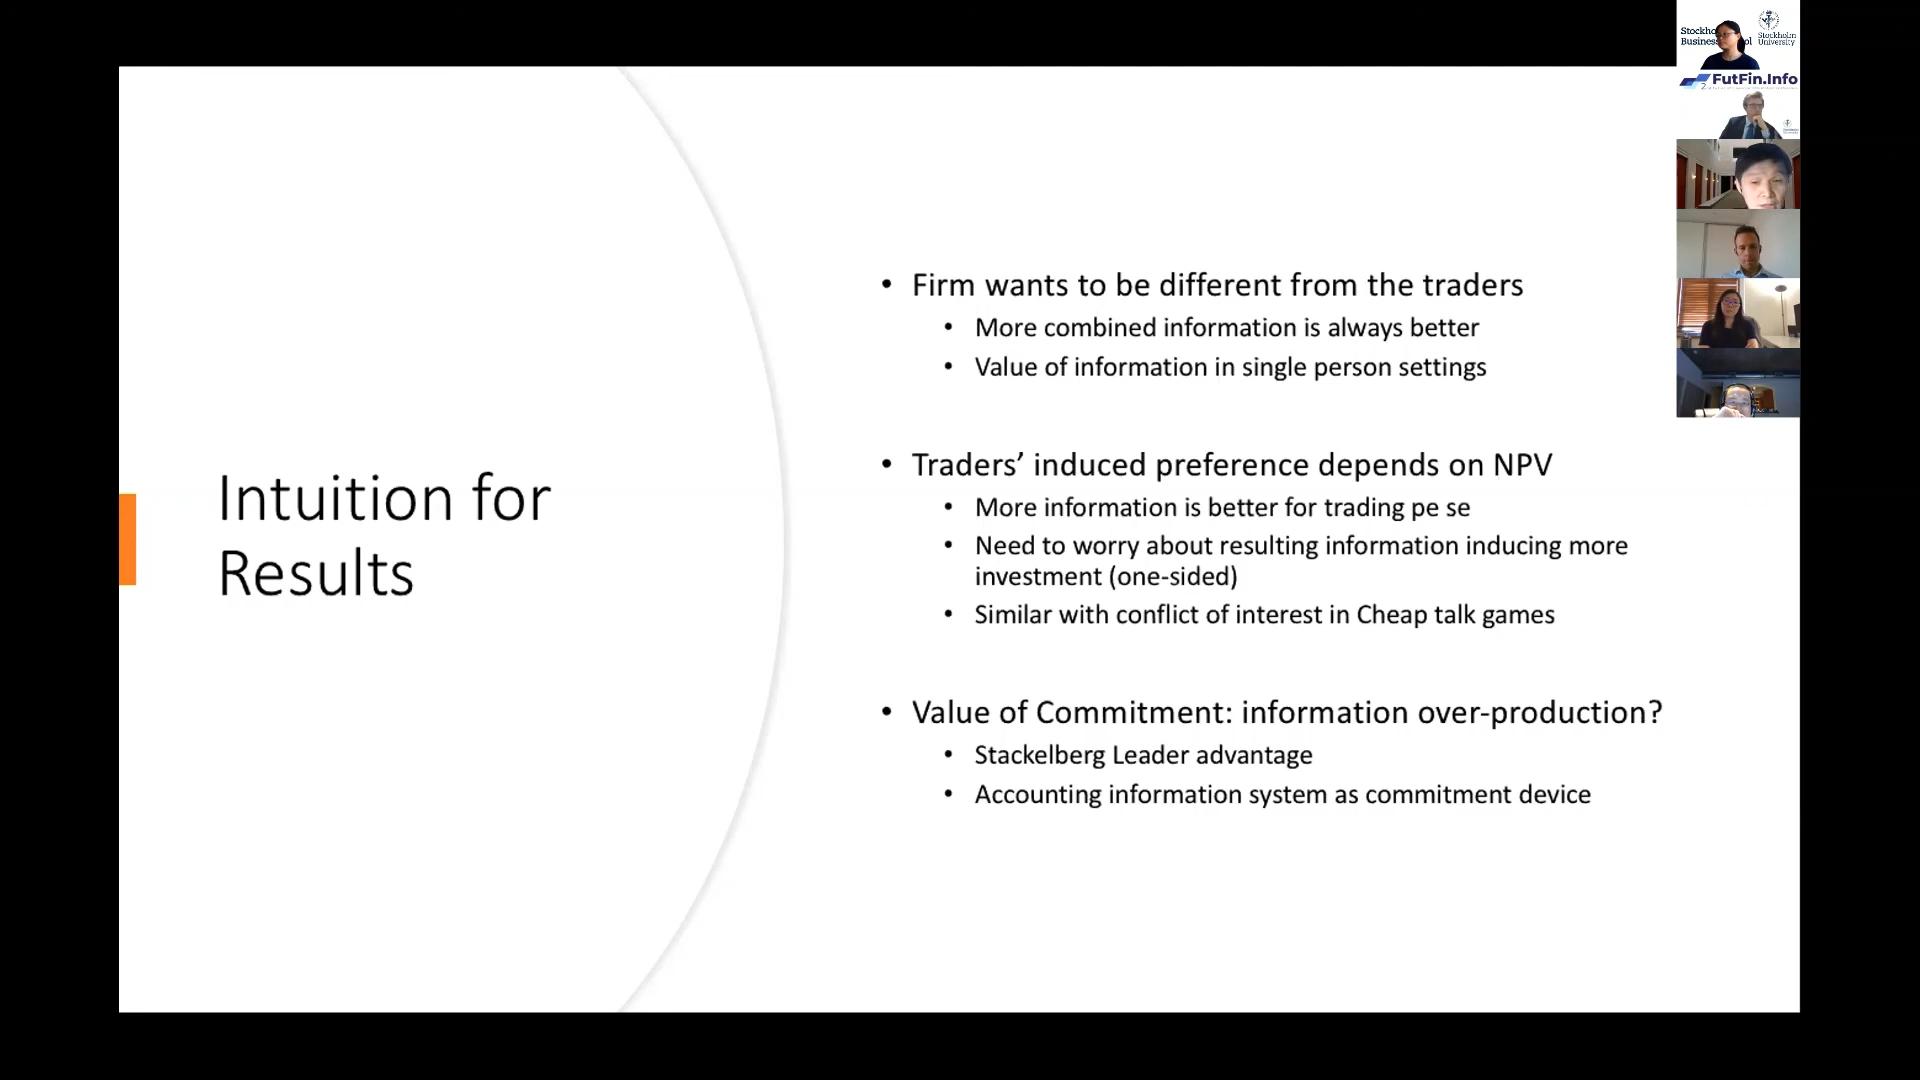 Intuition for
Results
• Firm wants to be different from the traders
• More combined information is always better
• Value of information in single person settings
• Traders’ induced preference depends on NPV
• More information is better for trading pe se
• Need to worry about resulting information inducing more
investment (one-sided)
• Similar with conflict of interest in Cheap talk games
• Value of Commitment: information over-production?
• Stackelberg Leader advantage
• Accounting information system as commitment device
Stockholm
University
Business
FutFin.Info